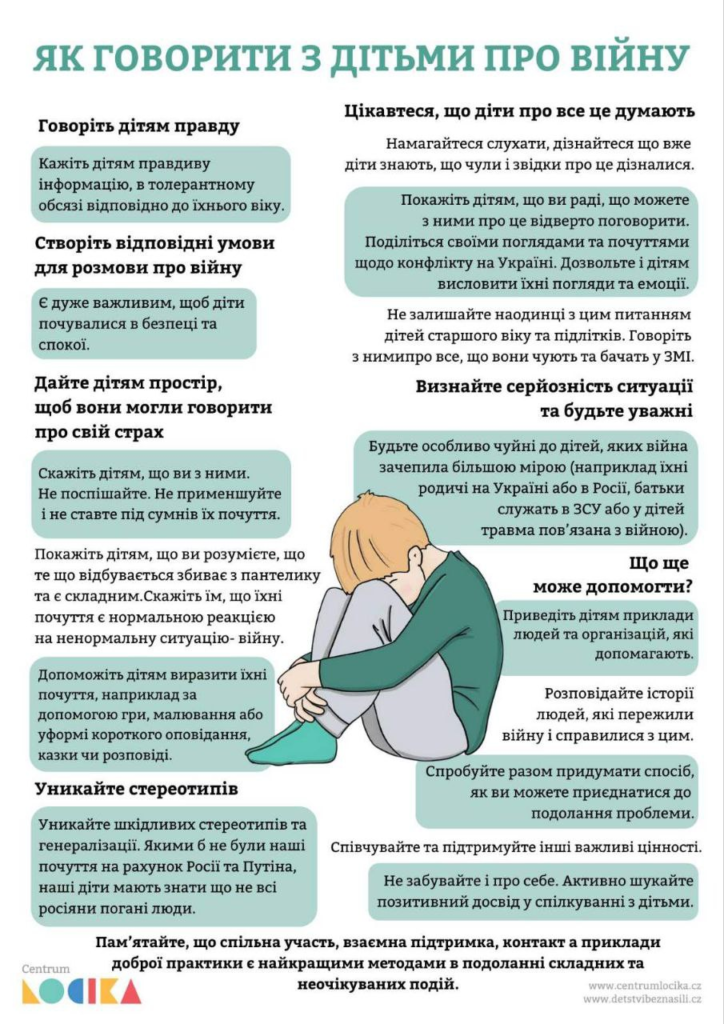 ЯК ГОВОРИТИ З ДІТЬМИ ПРО ВІЙНУ
Говоріть дітям правду
Кажіть дітям правдиву
інформацію, в толерантному
обсязі відповідно до їхнього віку.
Створіть відповідні умови
для розмови про війну
Є дуже важливим, щоб діти
почувалися в безпеці та
спокої.
Дайте дітям простір,
щоб вони могли говорити
про свій страх
Скажіть дітям, що ви з ними.
Не поспішайте. Не применшуйте
і не ставте під сумнів їх почуття.
Покажіть дітям, що ви розумієте, що
те що відбувається збиває з пантелику
та є складним.Скажіть їм, що їхні
почуття є нормальною реакцією
на ненормальну ситуацію- війну.
Допоможіть дітям виразити їхні
почуття, наприклад за
допомогою гри, малювання або
уформі короткого оповідання,
казки чи розповіді.
Уникайте стереотипів
Уникайте шкідливих стереотипів та
генералізації. Якими б не були наші
почуття на рахунок Росії та Путіна,
наші діти мають знати що не всі
росіяни погані люди.
Цікавтеся, що діти про все це думають
Намагайтеся слухати, дізнайтеся що вже
діти знають, що чули і звідки про це дізналися.
Покажіть дітям, що ви раді, що можете
з ними про це відверто поговорити.
Поділіться своїми поглядами та почуттями
щодо конфлікту на Україні. Дозвольте і дітям
висловити їхні погляди та емоції.
Не залишайте наодинці з цим питанням
дітей старшого віку та підлітків. Говоріть
з нимипро все, що вони чують та бачать у ЗМІ.
Визнайте серйозність ситуації
та будьте уважні
Будьте особливо чуйні до дітей, яких війна
зачепила більшою мірою (наприклад їхні
родичі на Україні або в Росії, батьки
служать в ЗСУ або у дітей
травма пов'язана з війною).
Що ще
може допомогти?
Приведіть дітям приклади
людей та організацій, які
допомагають.
Розповідайте історії
людей, які пережили
війну і справилися з цим.
Спробуйте разом придумати спосіб,
як ви можете приєднатися до
подолання проблеми.
Співчувайте та підтримуйте інші важливі цінності.
Не забувайте і про себе. Активно шукайте
позитивний досвід у спілкуванні з дітьми.
Пам'ятайте, що спільна участь, взаємна підтримка, контакт а приклади
доброї практики є найкращими методами в подоланні складних та
неочікуваних подій.
Centrum
LOCIKA
www.centrumlocika.cz
www.detstvibeznasili.cz